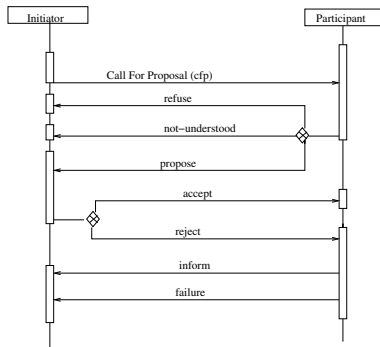 Initiator
Participant
Call For Proposal (cfp)
refuse
not-understood
propose
accept
reject
inform
failure